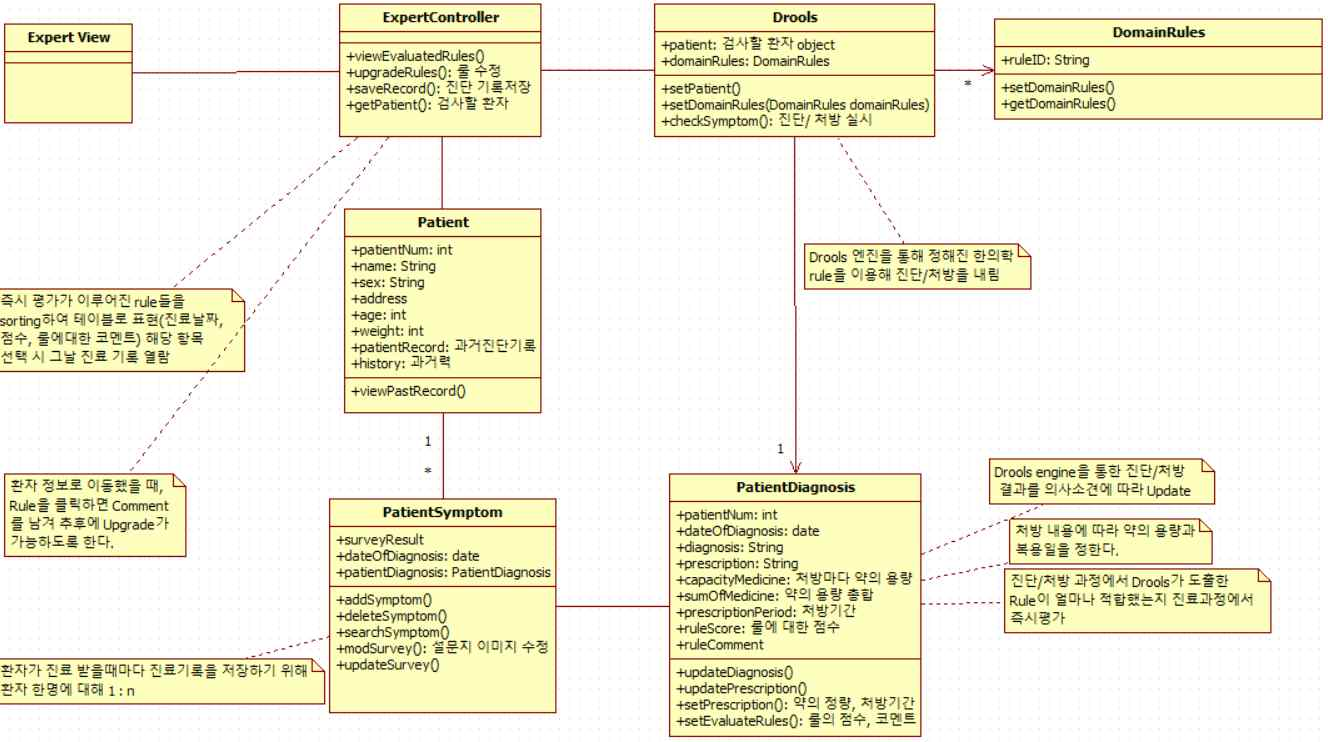 Expert View
ExpertController
+viewEvaluatedRules()
+upgradeRules(): 룰 수정
+saveRecord(): 진단 기록저장
+getPatient(): 검사할 환자
Drools
+patient: 검사할 환자 object
+domainRules: DomainRules
+setPatient()
+setDomainRules(DomainRules domainRules)
+checkSymptom(): 진단/ 처방 실시
DomainRules
+ruleID: String
+setDomainRules()
+getDomainRules()
*
Patient
+patientNum: int
+name: String
+sex: String
+address
+age: int
+weight: int
+patientRecord: 과거진단기록
+history: 과거력
+viewPastRecord()
Drools 엔진을 통해 정해진 한의학
rule을 이용해 진단/처방을 내림
즉시 평가가 이루어진 rule들을
sorting하여 테이블로 표현(진료날짜,
점수, 룰에대한 코멘트) 해당 항목
선택 시 그날 진료 기록 열람
1
*
1
환자 정보로 이동했을 때,
Rule을 클릭하면 Comment
를 남겨 추후에 Upgrade가
가능하도록 한다.
PatientSymptom
+surveyResult
+dateOfDiagnosis: date
+patientDiagnosis: PatientDiagnosis
+addSymptom()
+deleteSymptom()
+searchSymptom()
+modSurvey(): 설문지 이미지 수정
+updateSurvey()
PatientDiagnosis
+patientNum: int
+dateOfDiagnosis: date
+diagnosis: String
+prescription: String
+capacityMedicine: 처방마다 약의 용량
+sumOfMedicine: 약의 용량 총합
+prescriptionPeriod: 처방기간
+ruleScore: 룰에 대한 점수
+ruleComment
+updateDiagnosis()
+updatePrescription()
+setPrescription(): 약의 정량, 처방기간
+setEvaluateRules(): 룰의 점수, 코멘트
Drools engine을 통한 진단/처방
결과를 의사소견에 따라 Update
처방 내용에 따라 약의 용량과
복용일을 정한다.
진단/처방 과정에서 Drools가 도출한
Rule이 얼마나 적합했는지 진료과정에서
즉시평가
환자가 진료 받을때마다 진료기록을 저장하기 위해
환자 한명에 대해 1 : n